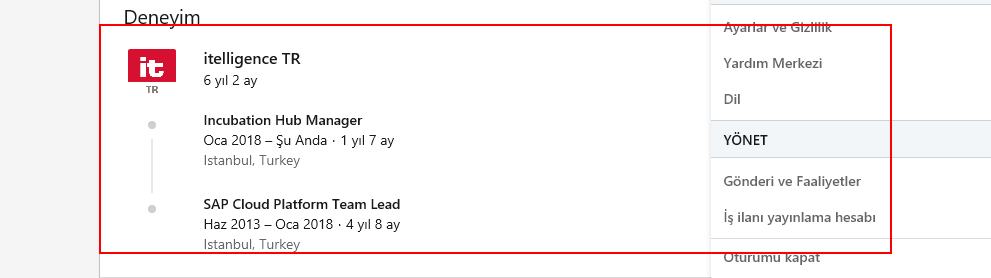 Deneyim
it
TR
itelligence TR
6 yıl 2 ay
Incubation Hub Manager
Oca 2018 – Şu Anda · 1 yıl 7 ay
Istanbul, Turkey
SAP Cloud Platform Team Lead
Haz 2013 – Oca 2018 · 4 yıl 8 ay
Istanbul, Turkey
Ayarlar ve Gizlilik
Yardım Merkezi
Dil
YÖNET
Gönderi ve Faaliyetler
İş ilanı yayınlama hesabı
Oturumu kapat